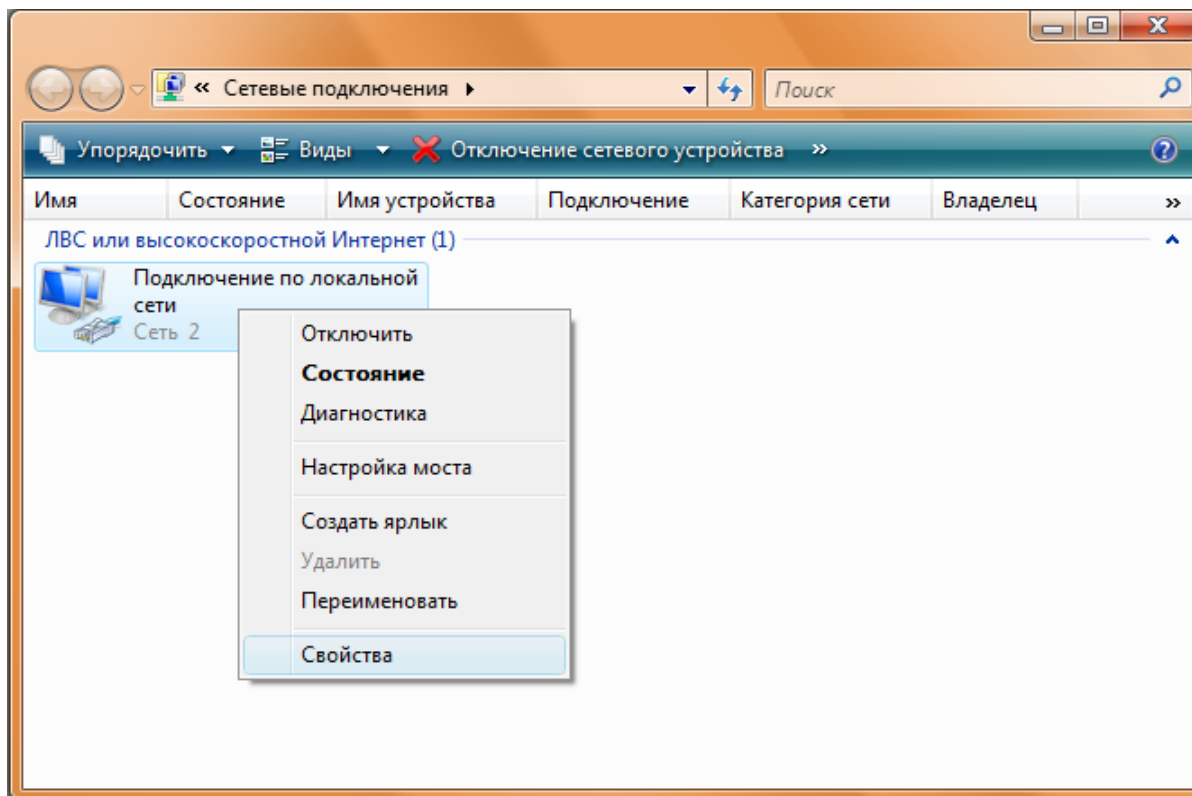 « Сетевые подключения
Поиск
Упорядочить Виды Отключение сетевого устройства »
Имя Состояние Имя устройства Подключение Категория сети Владелец »
ЛВС или высокоскоростной Интернет (1)
Подключение по локальной
сети
Сеть 2
Отключить
Состояние
Диагностика
Настройка моста
Создать ярлык
Удалить
Переименовать
Свойства